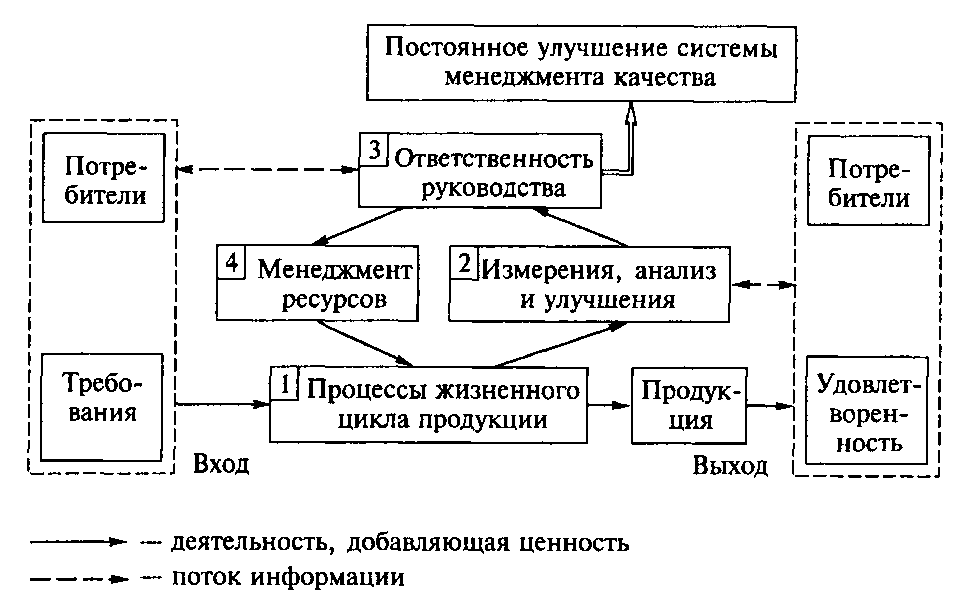 Постоянное улучшение системы
менеджмента качества
Потре-
бители
3 Ответственность
руководства
Потре-
бители
4 Менеджмент
ресурсов
2 Измерения, анализ
и улучшения
Требо-
вания
1 Процессы жизненного
цикла продукции
Продук-
ция
Удовлет-
ворен-
ность
Вход
Выход
– деятельность, добавляющая ценность
– поток информации